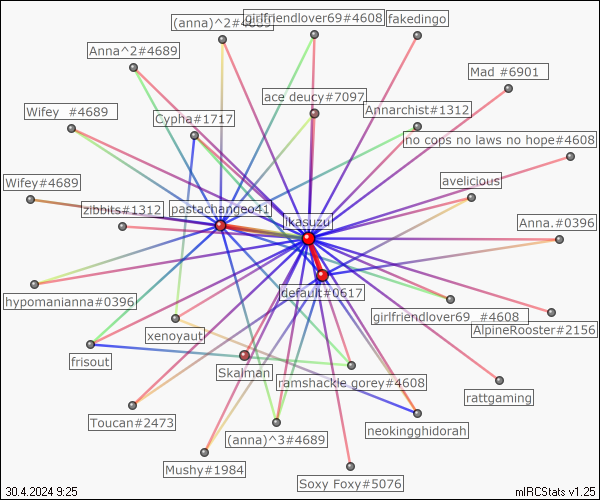 (anna)^2#4689
girlfriendlover69#4608
fakedingo
Anna^2#4689
Mad #6901
ace deucy#7097
Annarchist#1312
Wifey  #4689
Cypha#1717
no cops no laws no hope#4608
Wifey#4689
avelicious
zibbits#1312
pastachangeo41
ikasuzu
Anna.#0396
default#0617
hypomanianna#0396
girlfriendlover69_ #4608
AlpineRooster#2156
xenoyaut
frisout
Skalman
ramshackle gorey#4608
rattgaming
Toucan#2473
neokingghidorah
(anna)^3#4689
Mushy#1984
Soxy Foxy#5076
30.4.2024 9:25
mIRCStats v1.25